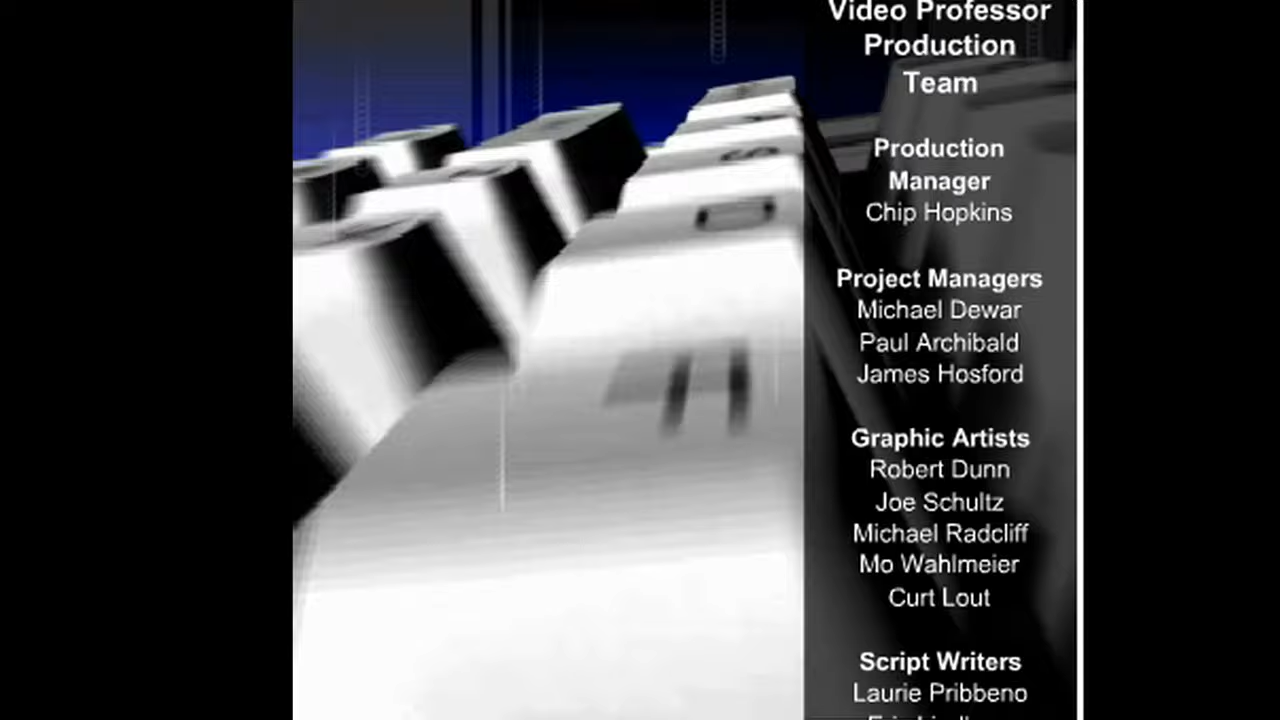 Video Professor
Production
Team
Production
Manager
Chip Hopkins
Project Managers
Michael Dewar
Paul Archibald
James Hosford
Graphic Artists
Robert Dunn
Joe Schultz
Michael Radcliff
Mo Wahlmeier
Curt Lout
Script Writers
Laurie Pribbeno